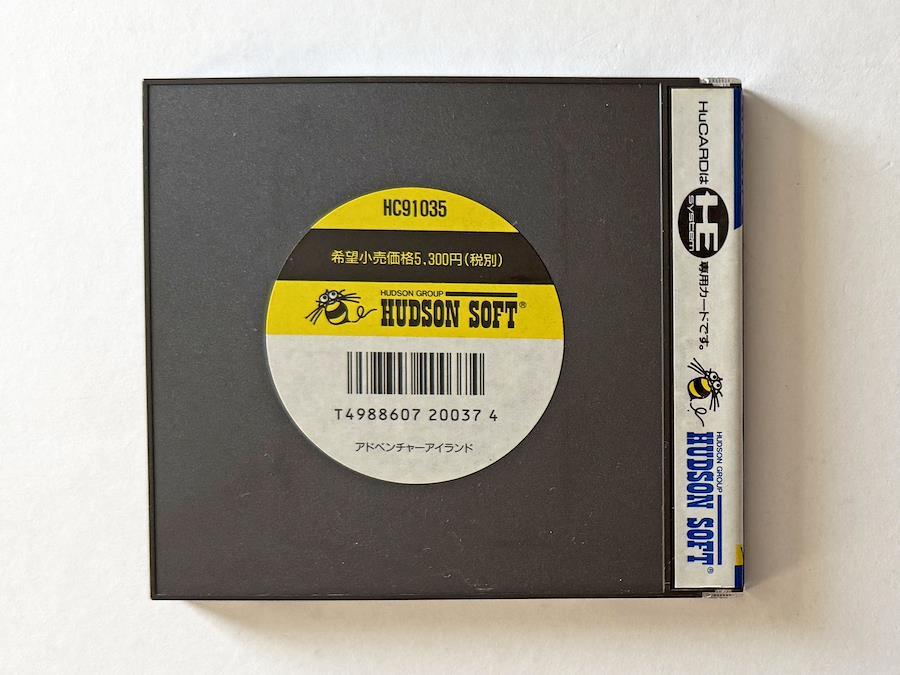 HC91035
希望小売価格5,300円(税別)
HUDSON GROUP
HUDSON SOFT®
T4988607 20037 4
アドベンチャーアイランド
HuCARDは HE SYSTEM 専用カードです。
HUDSON GROUP
HUDSON SOFT®